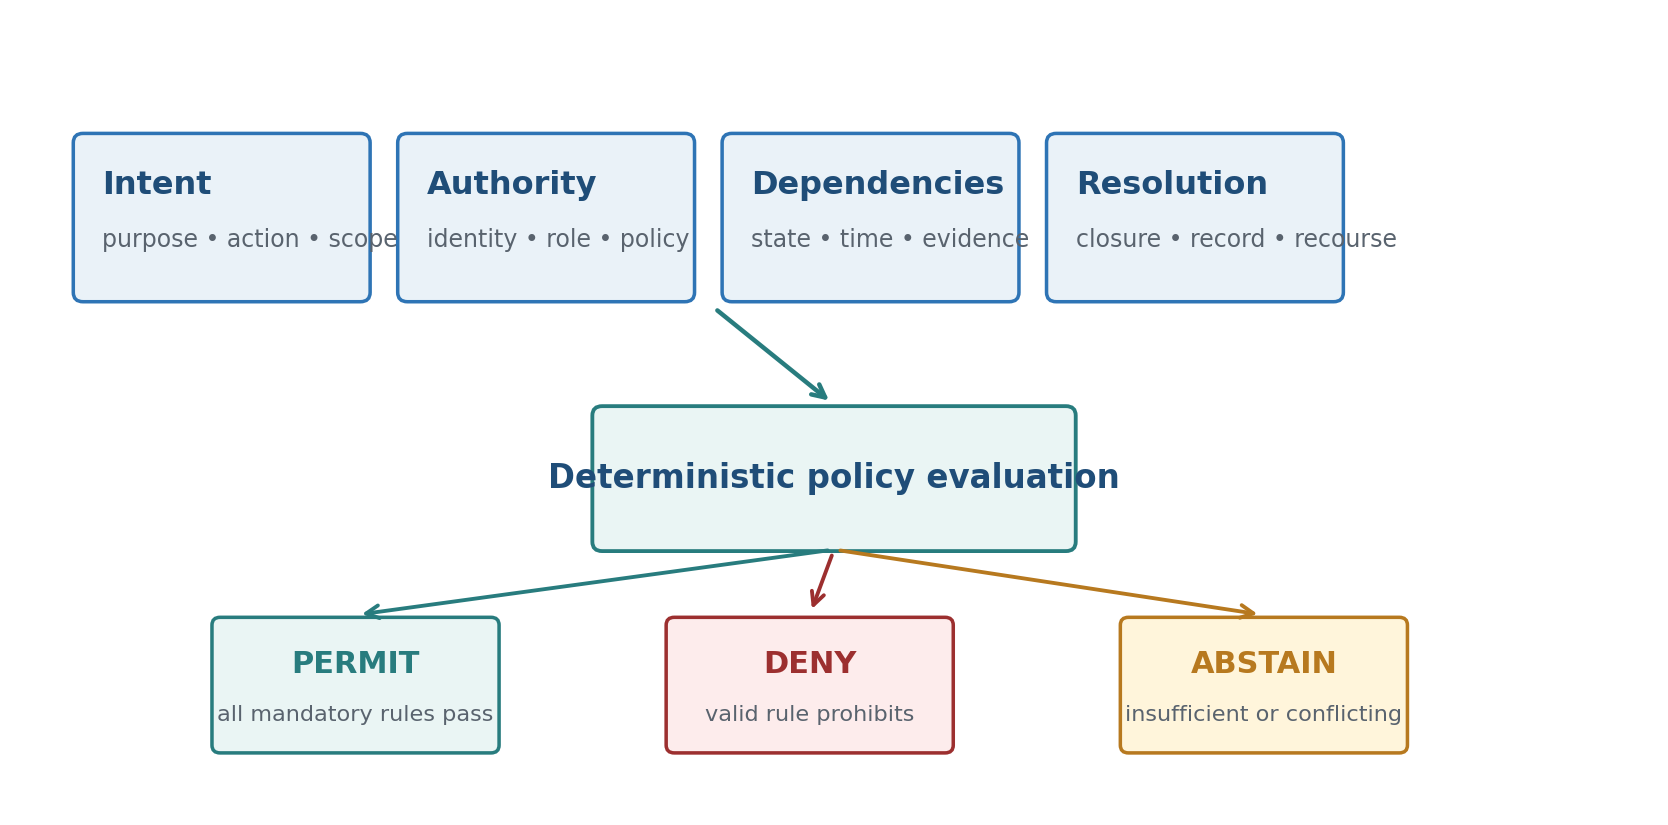 Intent
purpose • action • scope
Authority
identity • role • policy
Dependencies
state • time • evidence
Resolution
closure • record • recourse
Deterministic policy evaluation
PERMIT
all mandatory rules pass
DENY
valid rule prohibits
ABSTAIN
insufficient or conflicting